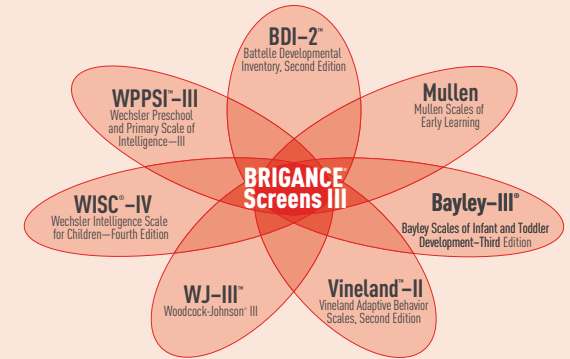 BDI–2™
Battelle Developmental
Inventory, Second Edition
WPPSI™–III
Wechsler Preschool
and Primary Scale of
Intelligence—III
Mullen
Mullen Scales of
Early Learning
BRIGANCE®
Screens III
WISC®–IV
Wechsler Intelligence Scale
for Children—Fourth Edition
Bayley–III®
Bayley Scales of Infant and Toddler
Development–Third Edition
WJ–III™
Woodcock-Johnson® III
Vineland™–II
Vineland Adaptive Behavior
Scales, Second Edition